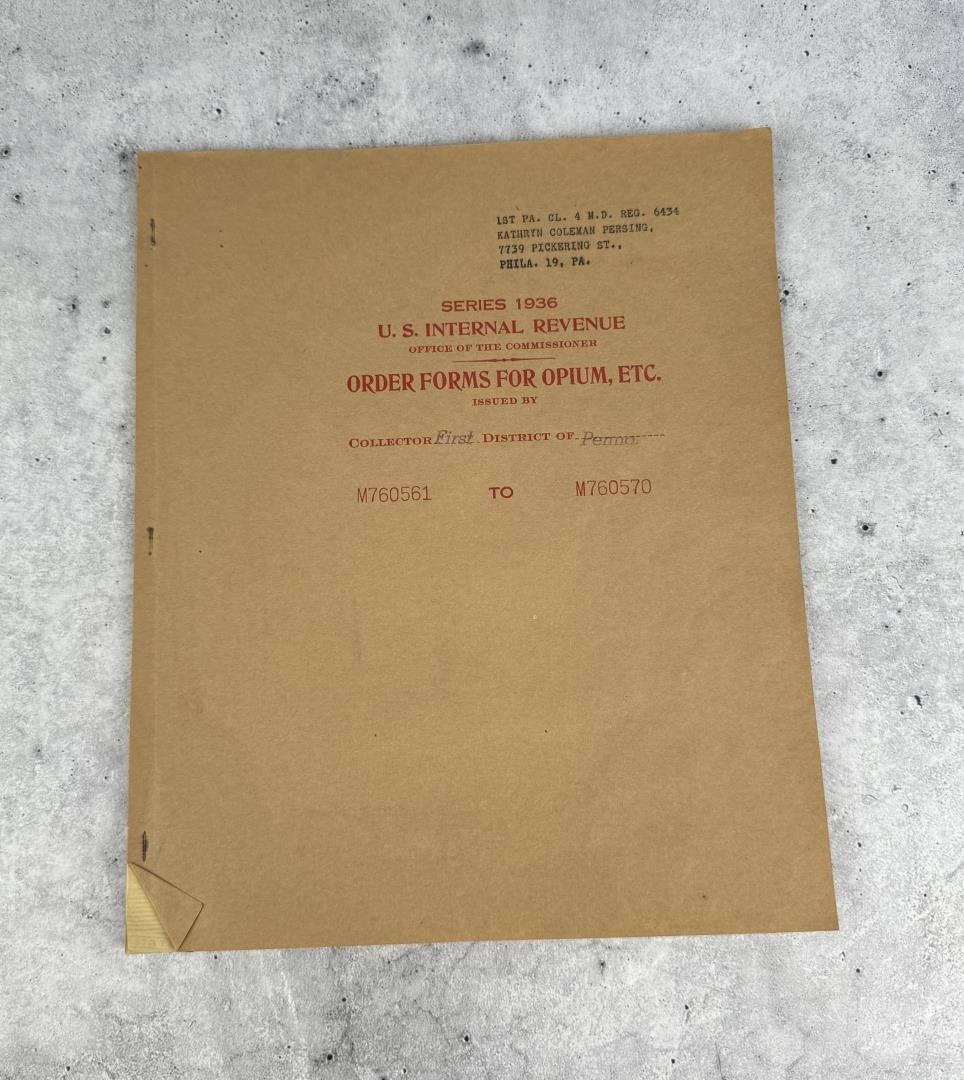 1ST PA. CL. 4 M.D. REG. 6434
KATHRYN COLEMAN PERSING,
7739 PICKERING ST.,
PHILA. 19, PA.
SERIES 1936
U. S. INTERNAL REVENUE
OFFICE OF THE COMMISSIONER
ORDER FORMS FOR OPIUM, ETC.
ISSUED BY
COLLECTOR First DISTRICT OF Penna.
M760561 TO M760570